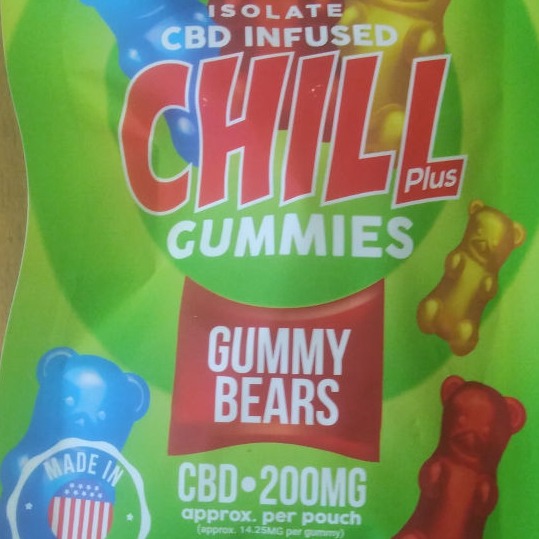 ISOLATE
CBD INFUSED
CHILL
Plus
GUMMIES
GUMMY
BEARS
MADE IN
CBD•200MG
approx. per pouch
(approx. 14.25MG per gummy)